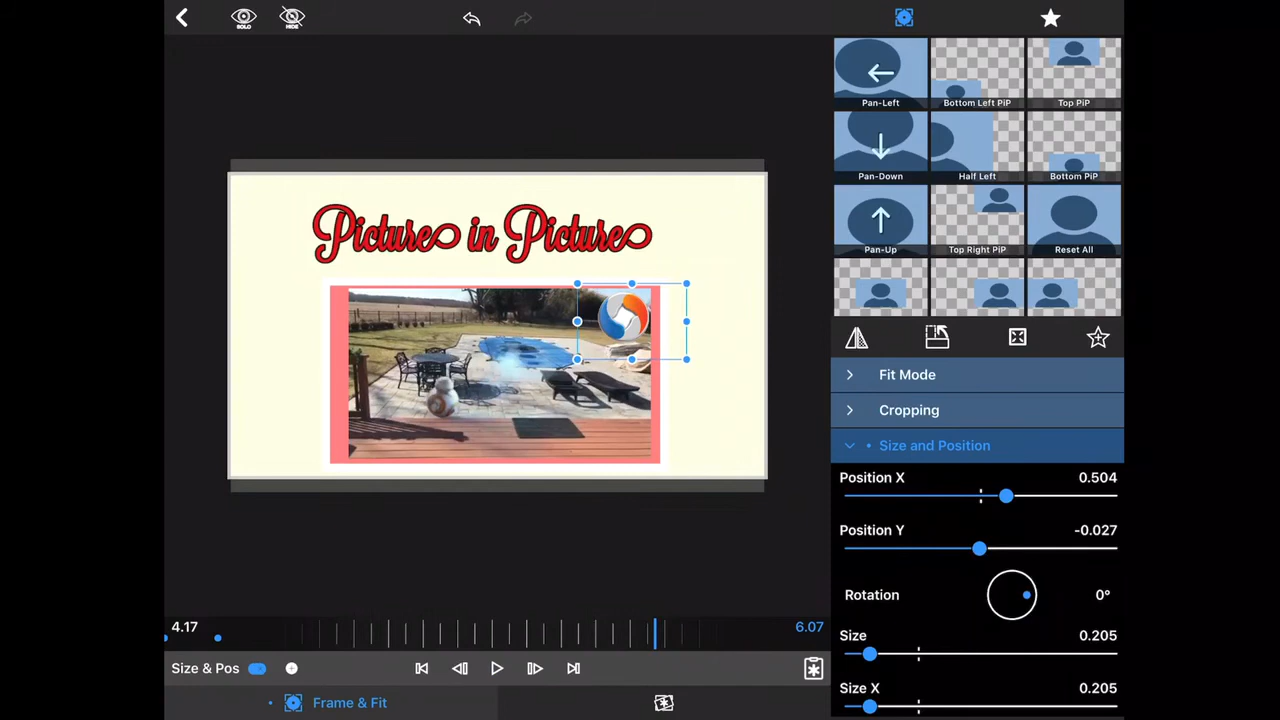 SOLO
HIDE
Pan-Left
Bottom Left PiP
Top PiP
Pan-Down
Half Left
Bottom PiP
Pan-Up
Top Right PiP
Reset All
Picture in Picture
Fit Mode
Cropping
Size and Position
Position X
0.504
Position Y
-0.027
Rotation
0°
Size
0.205
Size X
0.205
4.17
6.07
Size & Pos
Frame & Fit